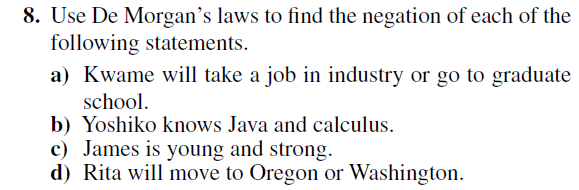 8. Use De Morgan’s laws to find the negation of each of the
following statements.
a) Kwame will take a job in industry or go to graduate
school.
b) Yoshiko knows Java and calculus.
c) James is young and strong.
d) Rita will move to Oregon or Washington.